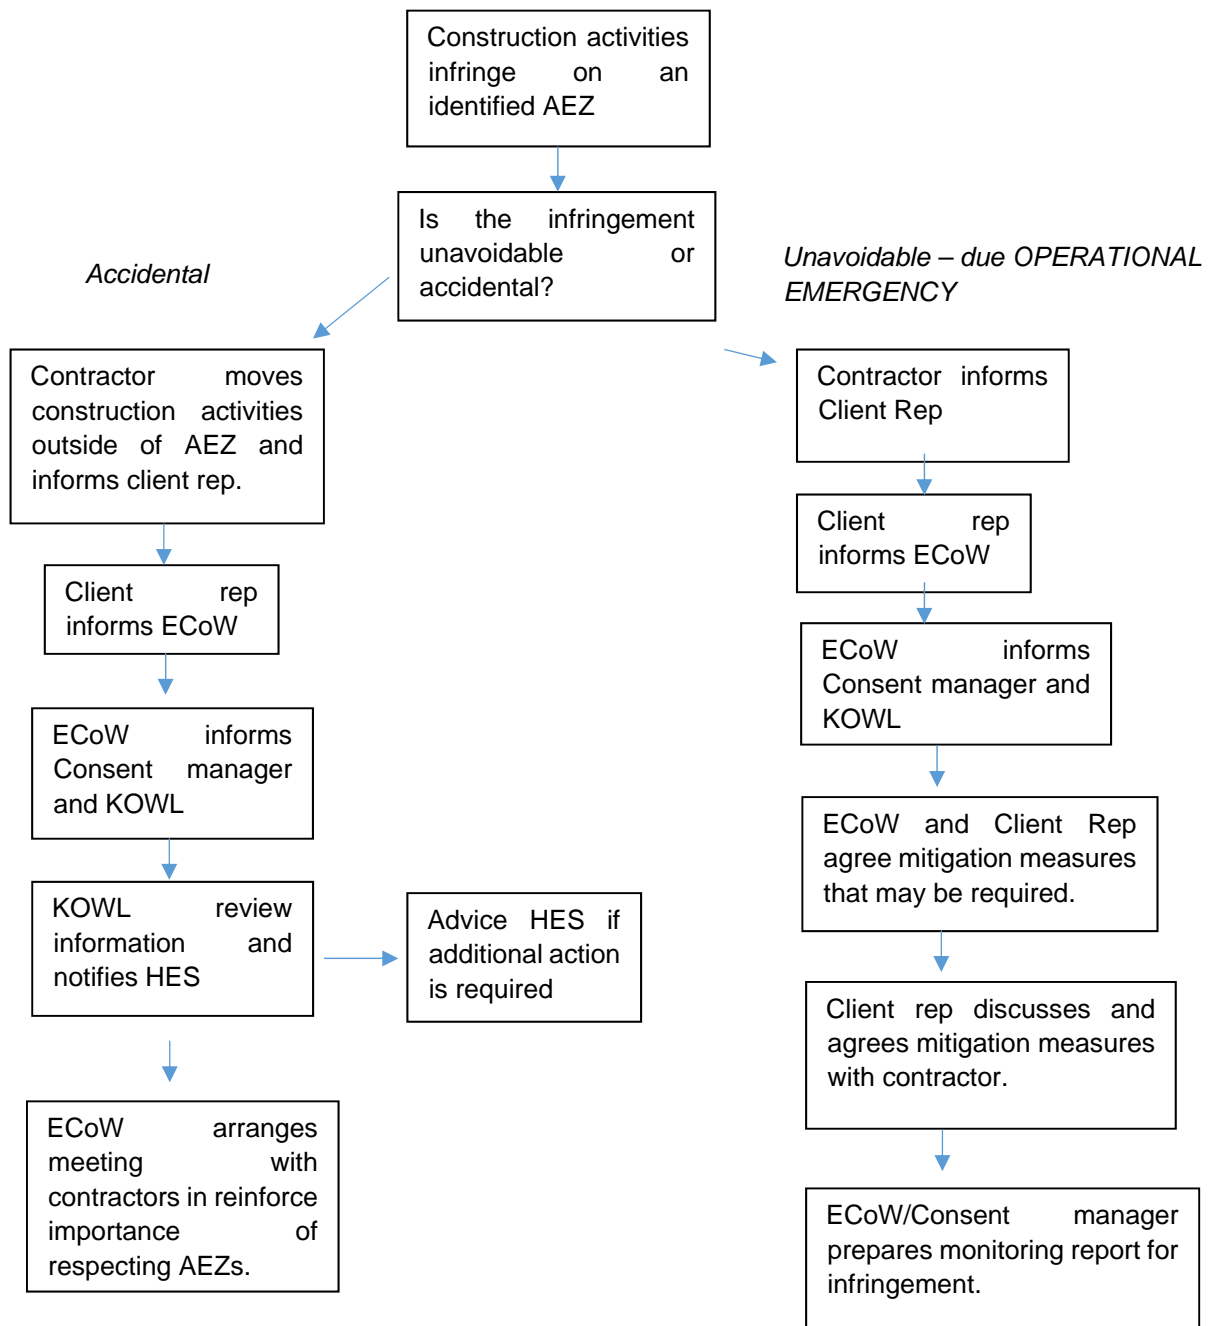 Construction activities
infringe on an
identified AEZ
Is the infringement
unavoidable or
accidental?
Accidental
Unavoidable – due OPERATIONAL
EMERGENCY
Contractor moves
construction activities
outside of AEZ and
informs client rep.
Client rep
informs ECoW
ECoW informs
Consent manager
and KOWL
KOWL review
information and
notifies HES
Advice HES if
additional action
is required
ECoW arranges
meeting with
contractors in reinforce
importance of
respecting AEZs.
Contractor informs
Client Rep
Client rep
informs ECoW
ECoW informs
Consent manager and
KOWL
ECoW and Client Rep
agree mitigation measures
that may be required.
Client rep discusses and
agrees mitigation measures
with contractor.
ECoW/Consent manager
prepares monitoring report for
infringement.